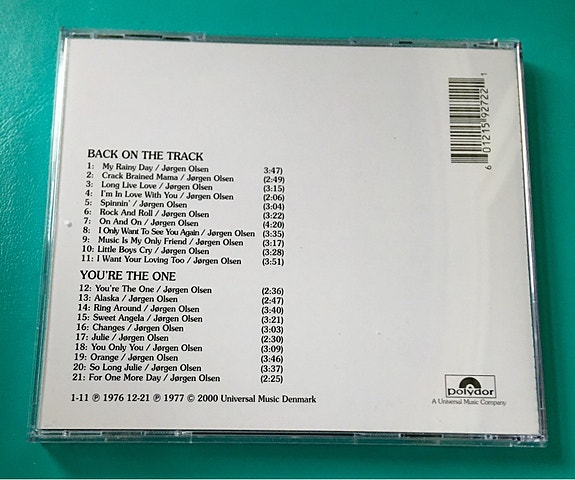 BACK ON THE TRACK
1: My Rainy Day / Jørgen Olsen 3:47)
2: Crack Brained Mama / Jørgen Olsen (2:49)
3: Long Live Love / Jørgen Olsen (3:15)
4: I'm In Love With You / Jørgen Olsen (2:06)
5: Spinnin' / Jørgen Olsen (3:04)
6: Rock And Roll / Jørgen Olsen (3:22)
7: On And On / Jørgen Olsen (4:20)
8: I Only Want To See You Again / Jørgen Olsen (3:35)
9: Music Is My Only Friend / Jørgen Olsen (3:17)
10: Little Boys Cry / Jørgen Olsen (3:28)
11: I Want Your Loving Too / Jørgen Olsen (3:51)
YOU'RE THE ONE
12: You're The One / Jørgen Olsen (2:36)
13: Alaska / Jørgen Olsen (2:47)
14: Ring Around / Jørgen Olsen (3:40)
15: Sweet Angela / Jørgen Olsen (3:21)
16: Changes / Jørgen Olsen (3:03)
17: Julie / Jørgen Olsen (2:30)
18: You Only You / Jørgen Olsen (3:09)
19: Orange / Jørgen Olsen (3:46)
20: So Long Julie / Jørgen Olsen (3:37)
21: For One More Day / Jørgen Olsen (2:25)
1-11 ℗ 1976 12-21 ℗ 1977 © 2000 Universal Music Denmark
6 01215 92722 1
polydor
A Universal Music Company